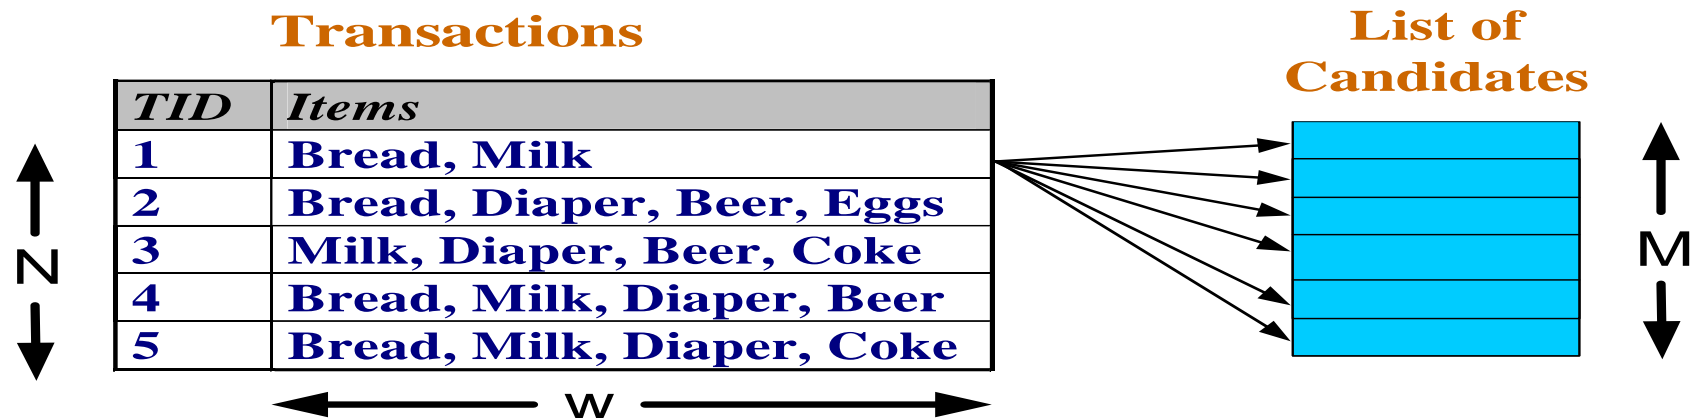 Transactions
List of
Candidates
TID Items
1 Bread, Milk
2 Bread, Diaper, Beer, Eggs
3 Milk, Diaper, Beer, Coke
4 Bread, Milk, Diaper, Beer
5 Bread, Milk, Diaper, Coke
N
M
w